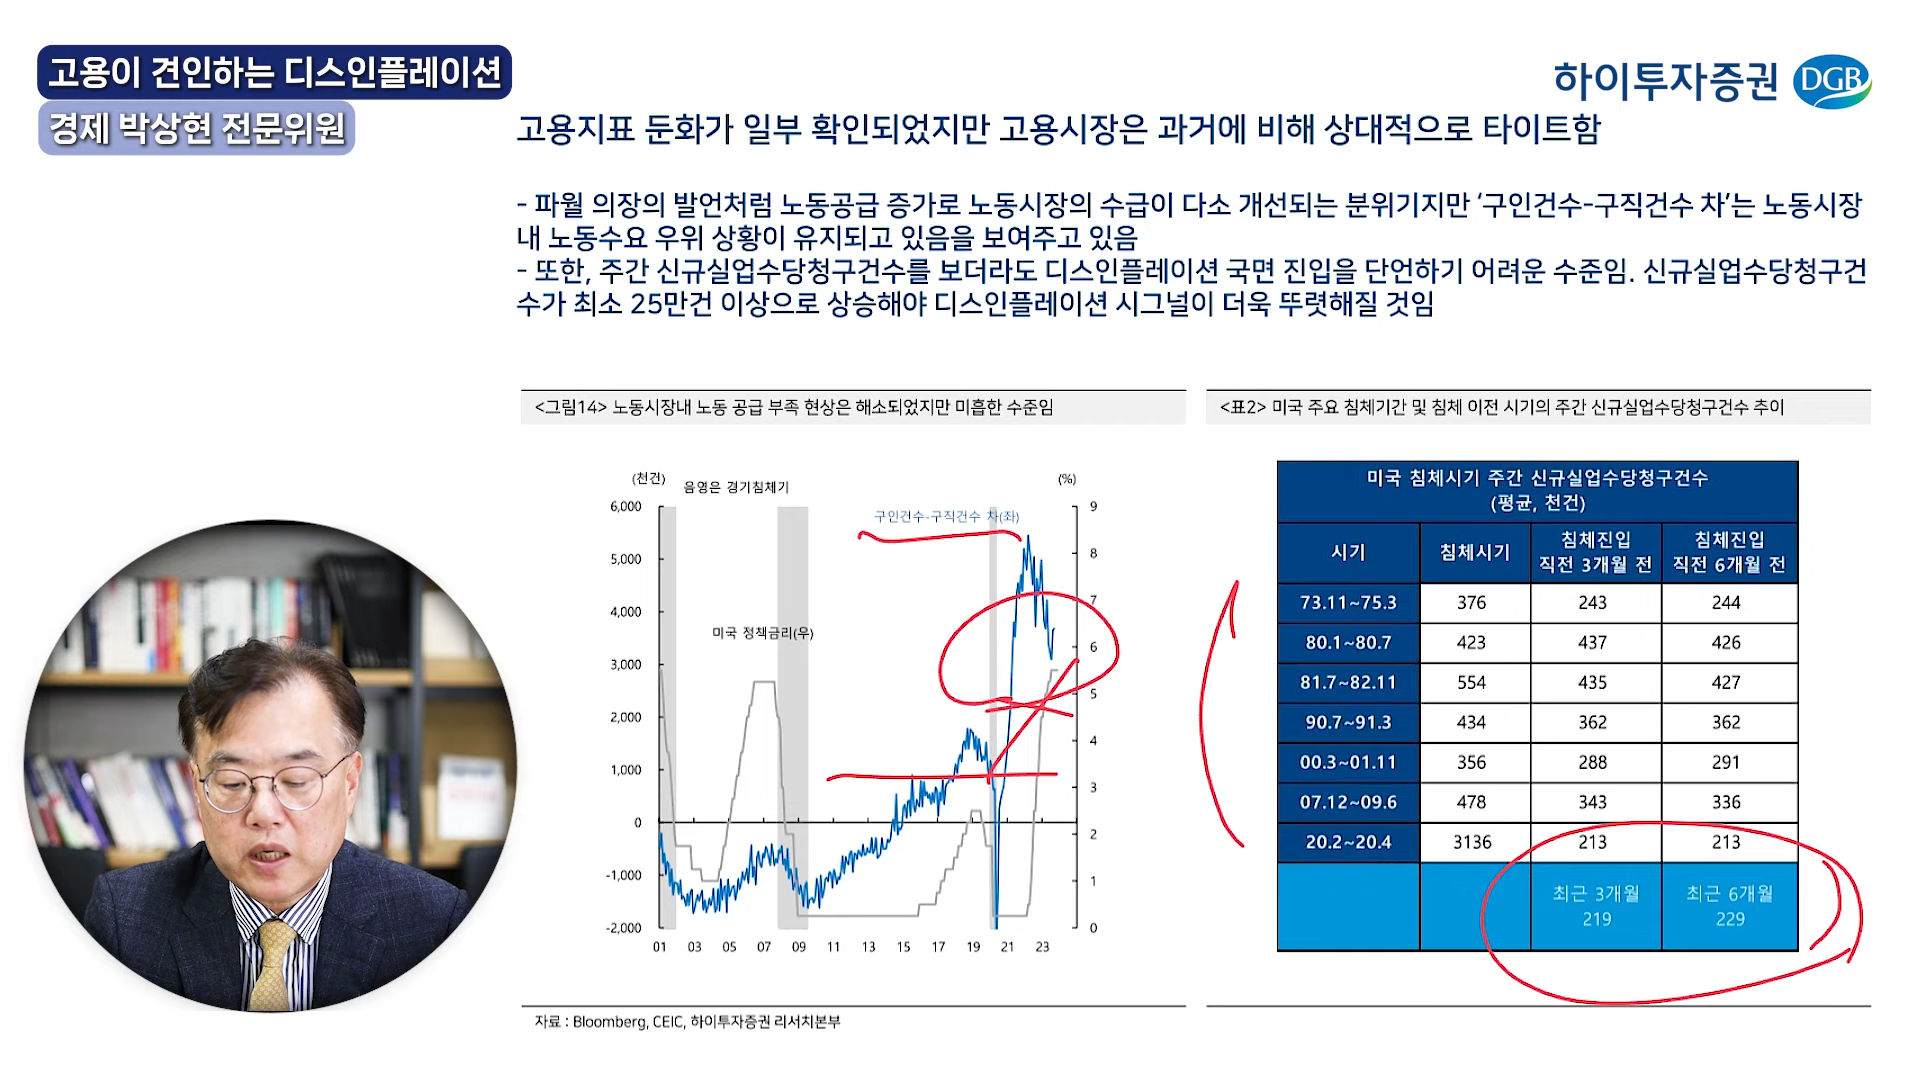 고용이 견인하는 디스인플레이션
경제 박상현 전문위원
하이투자증권 DGB
고용지표 둔화가 일부 확인되었지만 고용시장은 과거에 비해 상대적으로 타이트함
- 파월 의장의 발언처럼 노동공급 증가로 노동시장의 수급이 다소 개선되는 분위기지만 ‘구인건수-구직건수 차’는 노동시장
내 노동수요 우위 상황이 유지되고 있음을 보여주고 있음
- 또한, 주간 신규실업수당청구건수를 보더라도 디스인플레이션 국면 진입을 단언하기 어려운 수준임. 신규실업수당청구건
수가 최소 25만건 이상으로 상승해야 디스인플레이션 시그널이 더욱 뚜렷해질 것임
<그림14> 노동시장내 노동 공급 부족 현상은 해소되었지만 미흡한 수준임
(천건)
음영은 경기침체기
(%)
구인건수-구직건수 차(좌)
미국 정책금리(우)
6,000
5,000
4,000
3,000
2,000
1,000
0
-1,000
-2,000
9
8
7
6
5
4
3
2
1
0
01 03 05 07 09 11 13 15 17 19 21 23
자료 : Bloomberg, CEIC, 하이투자증권 리서치본부
<표2> 미국 주요 침체기간 및 침체 이전 시기의 주간 신규실업수당청구건수 추이
미국 침체시기 주간 신규실업수당청구건수
(평균, 천건)
시기 침체시기 침체진입 직전 3개월 전 침체진입 직전 6개월 전
73.11~75.3 376 243 244
80.1~80.7 423 437 426
81.7~82.11 554 435 427
90.7~91.3 434 362 362
00.3~01.11 356 288 291
07.12~09.6 478 343 336
20.2~20.4 3136 213 213
최근 3개월 최근 6개월
219 229